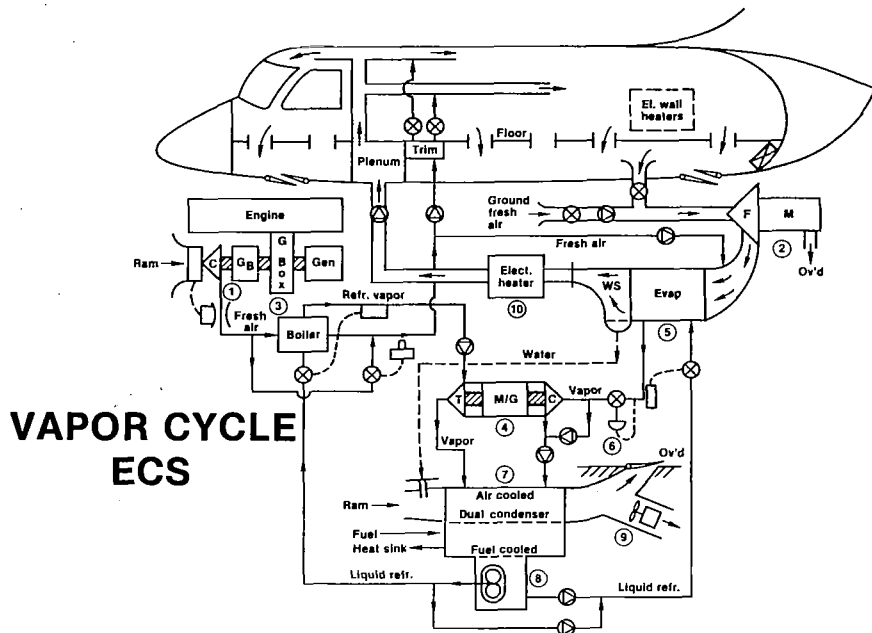 El. wall
heaters
Floor
Trim
Plenum
Engine
Ground
fresh
air
F
M
Ram
C
GB
G
Box
Gen
Fresh air
2
Ov'd
1
3
Refr. vapor
Elect.
heater
WS
Evap
Fresh
air
Boiler
10
5
Water
VAPOR CYCLE
ECS
T
M/G
C
Vapor
4
6
Vapor
7
Ov'd
Air cooled
Ram
Dual condenser
Fuel
9
Heat sink
Fuel cooled
Liquid refr.
8
Liquid refr.